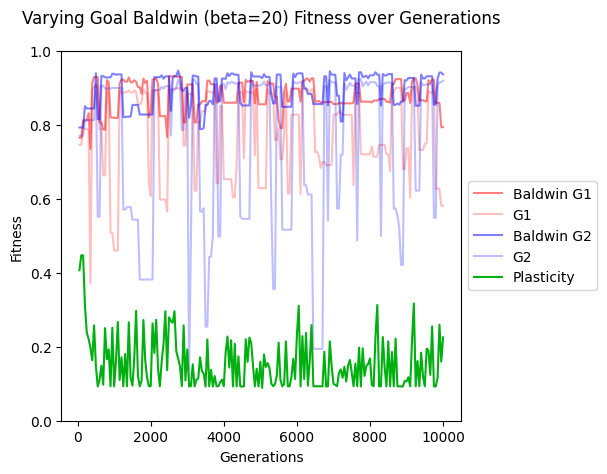 Varying Goal Baldwin (beta=20) Fitness over Generations
1.0
0.8
0.6
0.4
0.2
0.0
Fitness
0
2000
4000
6000
8000
10000
Generations
Baldwin G1
G1
Baldwin G2
G2
Plasticity